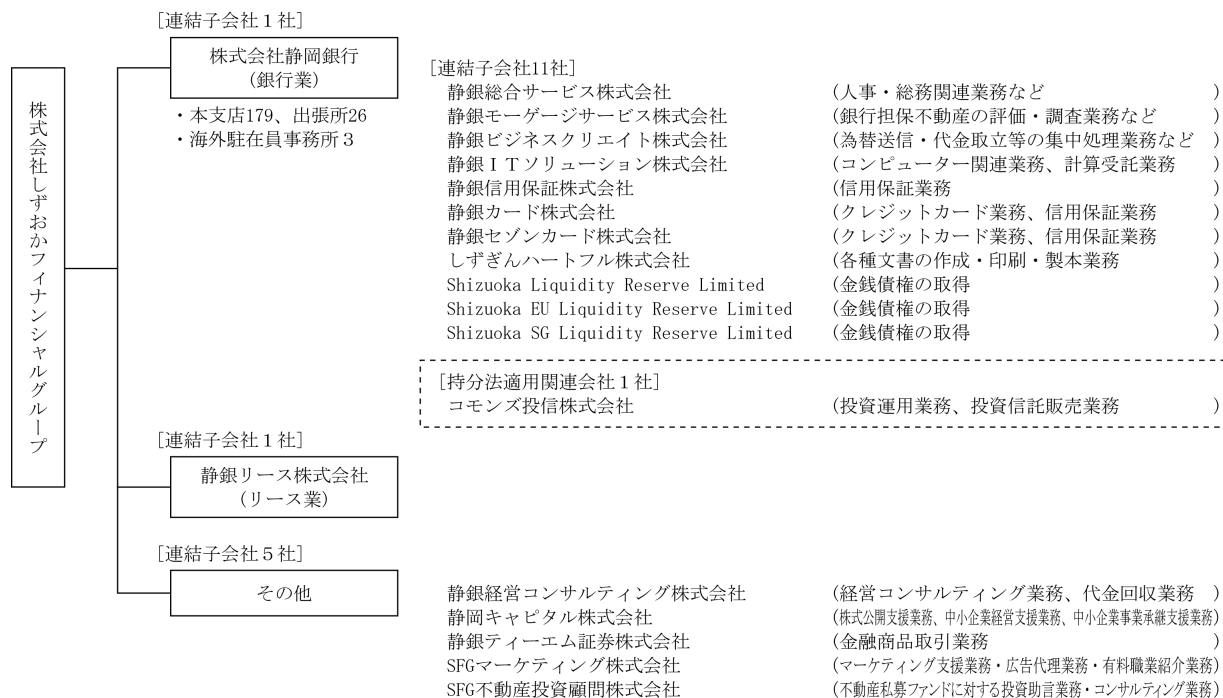 株式会社しずおかフィナンシャルグループ
[連結子会社１社]
株式会社静岡銀行
(銀行業)
・本支店179、出張所26
・海外駐在員事務所３
[連結子会社11社]
静銀総合サービス株式会社 (人事・総務関連業務など )
静銀モーゲージサービス株式会社 (銀行担保不動産の評価・調査業務など )
静銀ビジネスクリエイト株式会社 (為替送信・代金取立等の集中処理業務など )
静銀ＩＴソリューション株式会社 (コンピューター関連業務、計算受託業務 )
静銀信用保証株式会社 (信用保証業務 )
静銀カード株式会社 (クレジットカード業務、信用保証業務 )
静銀セゾンカード株式会社 (クレジットカード業務、信用保証業務 )
しずぎんハートフル株式会社 (各種文書の作成・印刷・製本業務 )
Shizuoka Liquidity Reserve Limited (金銭債権の取得 )
Shizuoka EU Liquidity Reserve Limited (金銭債権の取得 )
Shizuoka SG Liquidity Reserve Limited (金銭債権の取得 )
[持分法適用関連会社１社]
コモンズ投信株式会社 (投資運用業務、投資信託販売業務 )
[連結子会社１社]
静銀リース株式会社
(リース業)
[連結子会社５社]
その他
静銀経営コンサルティング株式会社 (経営コンサルティング業務、代金回収業務 )
静岡キャピタル株式会社 (株式公開支援業務、中小企業経営支援業務、中小企業事業承継支援業務)
静銀ティーエム証券株式会社 (金融商品取引業務 )
SFGマーケティング株式会社 (マーケティング支援業務・広告代理業務・有料職業紹介業務)
SFG不動産投資顧問株式会社 (不動産私募ファンドに対する投資助言業務・コンサルティング業務)